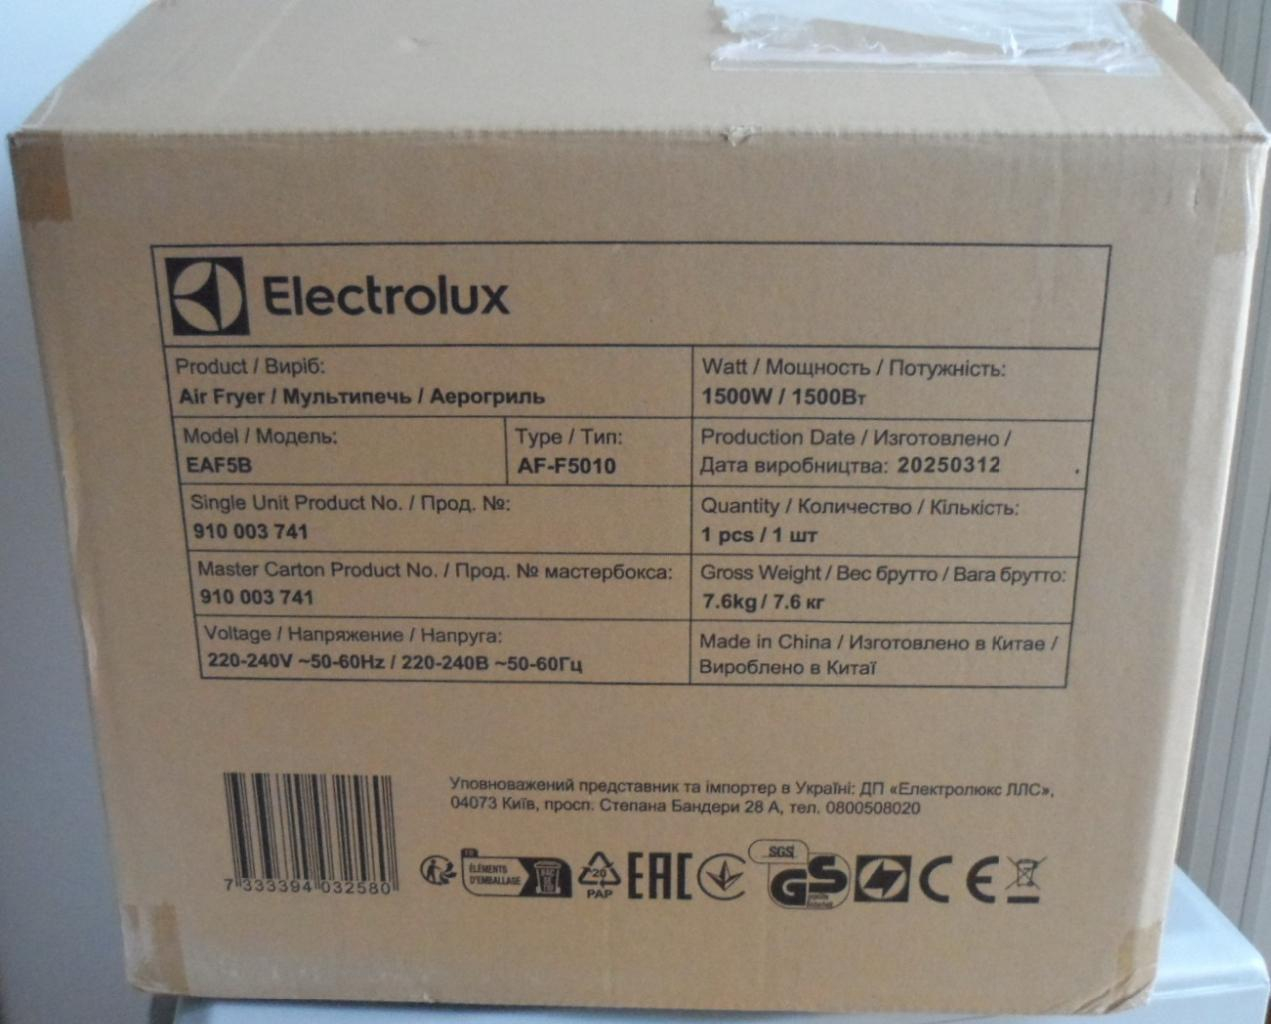 Electrolux
Product / Виріб:
Air Fryer / Мультипечь / Аерогриль
Watt / Мощность / Потужність:
1500W / 1500Вт
Model / Модель:
EAF5B
Type / Тип:
AF-F5010
Production Date / Изготовлено /
Дата виробництва: 20250312
Single Unit Product No. / Прод. №:
910 003 741
Quantity / Количество / Кількість:
1 pcs / 1 шт
Master Carton Product No. / Прод. № мастербокса:
910 003 741
Gross Weight / Вес брутто / Вага брутто:
7.6kg / 7.6 кг
Voltage / Напряжение / Напруга:
220-240V ~50-60Hz / 220-240В ~50-60Гц
Made in China / Изготовлено в Китае /
Вироблено в Китаї
Уповноважений представник та імпортер в Україні: ДП «Електролюкс ЛЛС»,
04073 Київ, просп. Степана Бандери 28 А, тел. 0800508020
7 333394 032580
FR
ÉLÉMENTS
D'EMBALLAGE
BAC
DE TRI
20
PAP
EAC
SGS
GS
CE